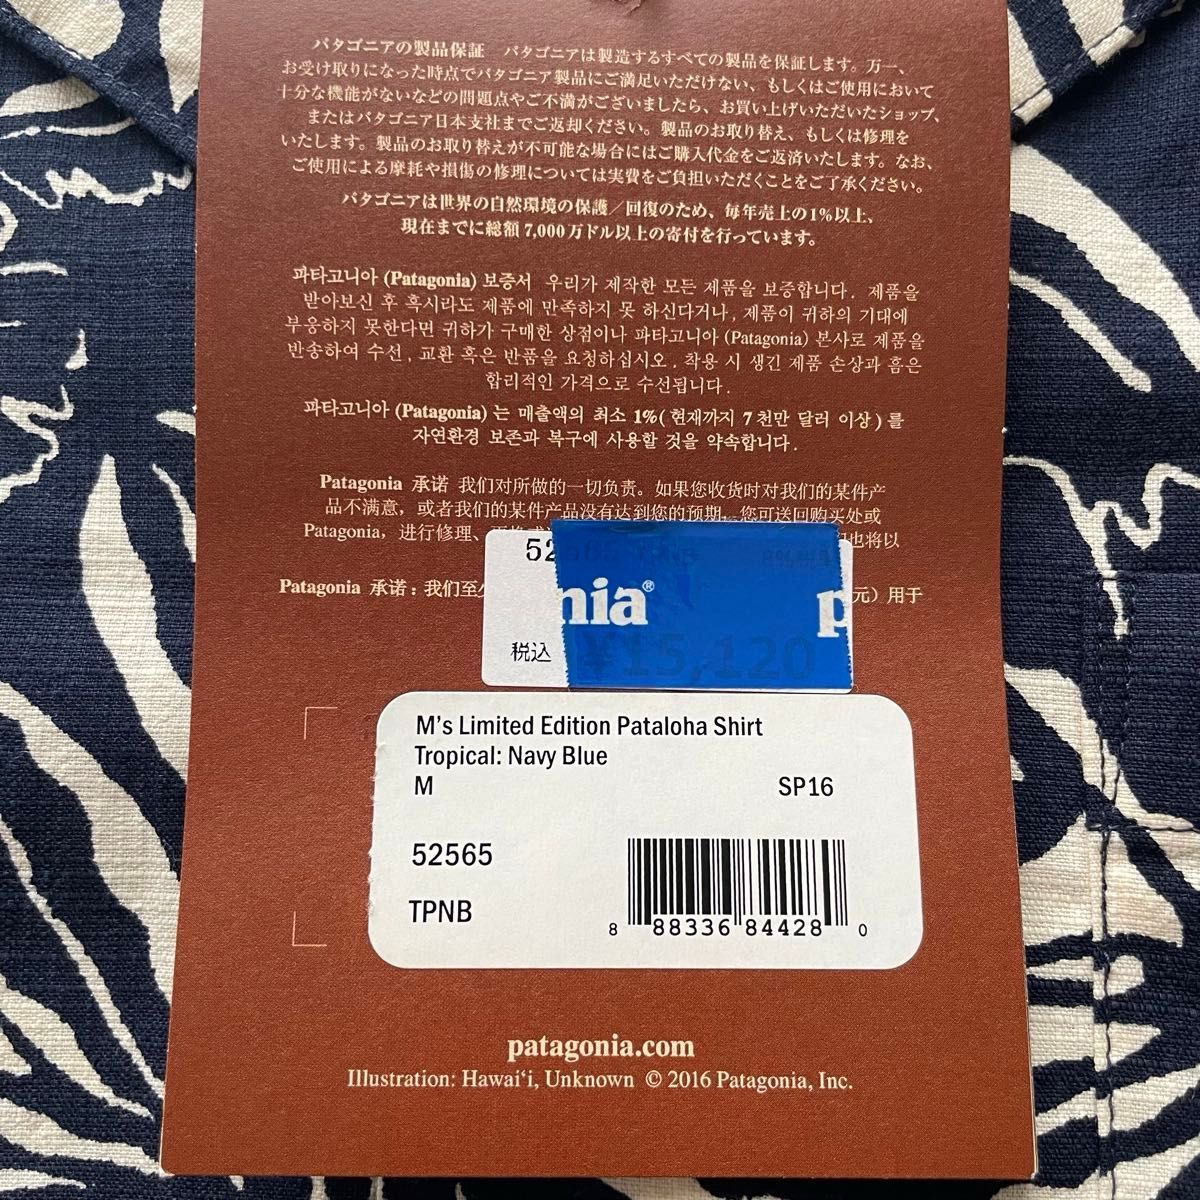 パタゴニアの製品保証 パタゴニアは製造するすべての製品を保証します。万一、
お受け取りになった時点でパタゴニア製品にご満足いただけない、もしくはご使用において
十分な機能がないなどの問題点やご不満がございましたら、お買い上げいただいたショップ、
またはパタゴニア日本支社までご返却ください。製品のお取り替え、もしくは修理を
いたします。製品のお取り替えが不可能な場合にはご購入代金をご返済いたします。なお、
ご使用による摩耗や損傷の修理については実費をご負担いただくことをご了承ください。
パタゴニアは世界の自然環境の保護／回復のため、毎年売上の1％以上、
現在までに総額7,000万ドル以上の寄付を行っています。
파타고니아 (Patagonia) 보증서 우리가 제작한 모든 제품을 보증합니다. 제품을
받아보신 후 혹시라도 제품에 만족하지 못 하신다거나, 제품이 귀하의 기대에
부응하지 못한다면 귀하가 구매한 상점이나 파타고니아 (Patagonia) 본사로 제품을
반송하여 수선, 교환 혹은 반품을 요청하십시오. 착용 시 생긴 제품 손상과 흠은
합리적인 가격으로 수선됩니다.
파타고니아 (Patagonia) 는 매출액의 최소 1%( 현재까지 7 천만 달러 이상 ) 를
자연환경 보존과 복구에 사용할 것을 약속합니다.
Patagonia 承诺 我们对所做的一切负责。如果您收货时对我们的某件产
品不满意，或者我们的某件产品没有达到您的预期，您可送回购买处或
Patagonia，进行修理、 也将以
Patagonia 承诺：我们至少 元）用于
52565
nia® p
税込 ¥15,120
M's Limited Edition Pataloha Shirt
Tropical: Navy Blue
M SP16
52565
TPNB
8 88336 84428 0
patagonia.com
Illustration: Hawai‘i, Unknown © 2016 Patagonia, Inc.